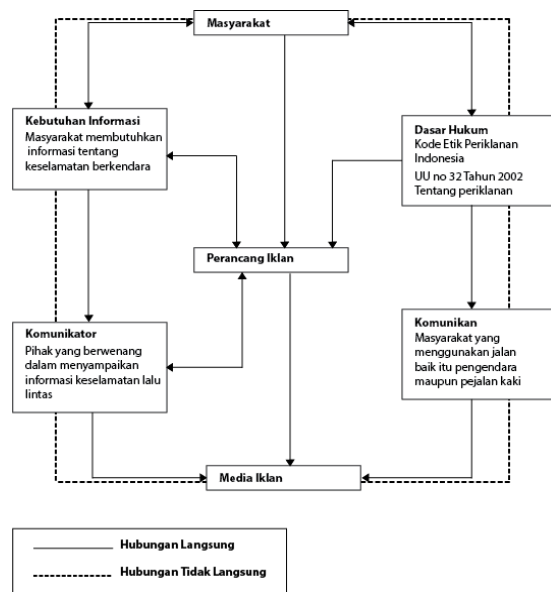 Masyarakat
Kebutuhan Informasi
Masyarakat membutuhkan
informasi tentang
keselamatan berkendara
Dasar Hukum
Kode Etik Periklanan
Indonesia
UU no 32 Tahun 2002
Tentang periklanan
Perancang Iklan
Komunikator
Pihak yang berwenang
dalam menyampaikan
informasi keselamatan lalu
lintas
Komunikan
Masyarakat yang
menggunakan jalan
baik itu pengendara
maupun pejalan kaki
Media Iklan
Hubungan Langsung
Hubungan Tidak Langsung